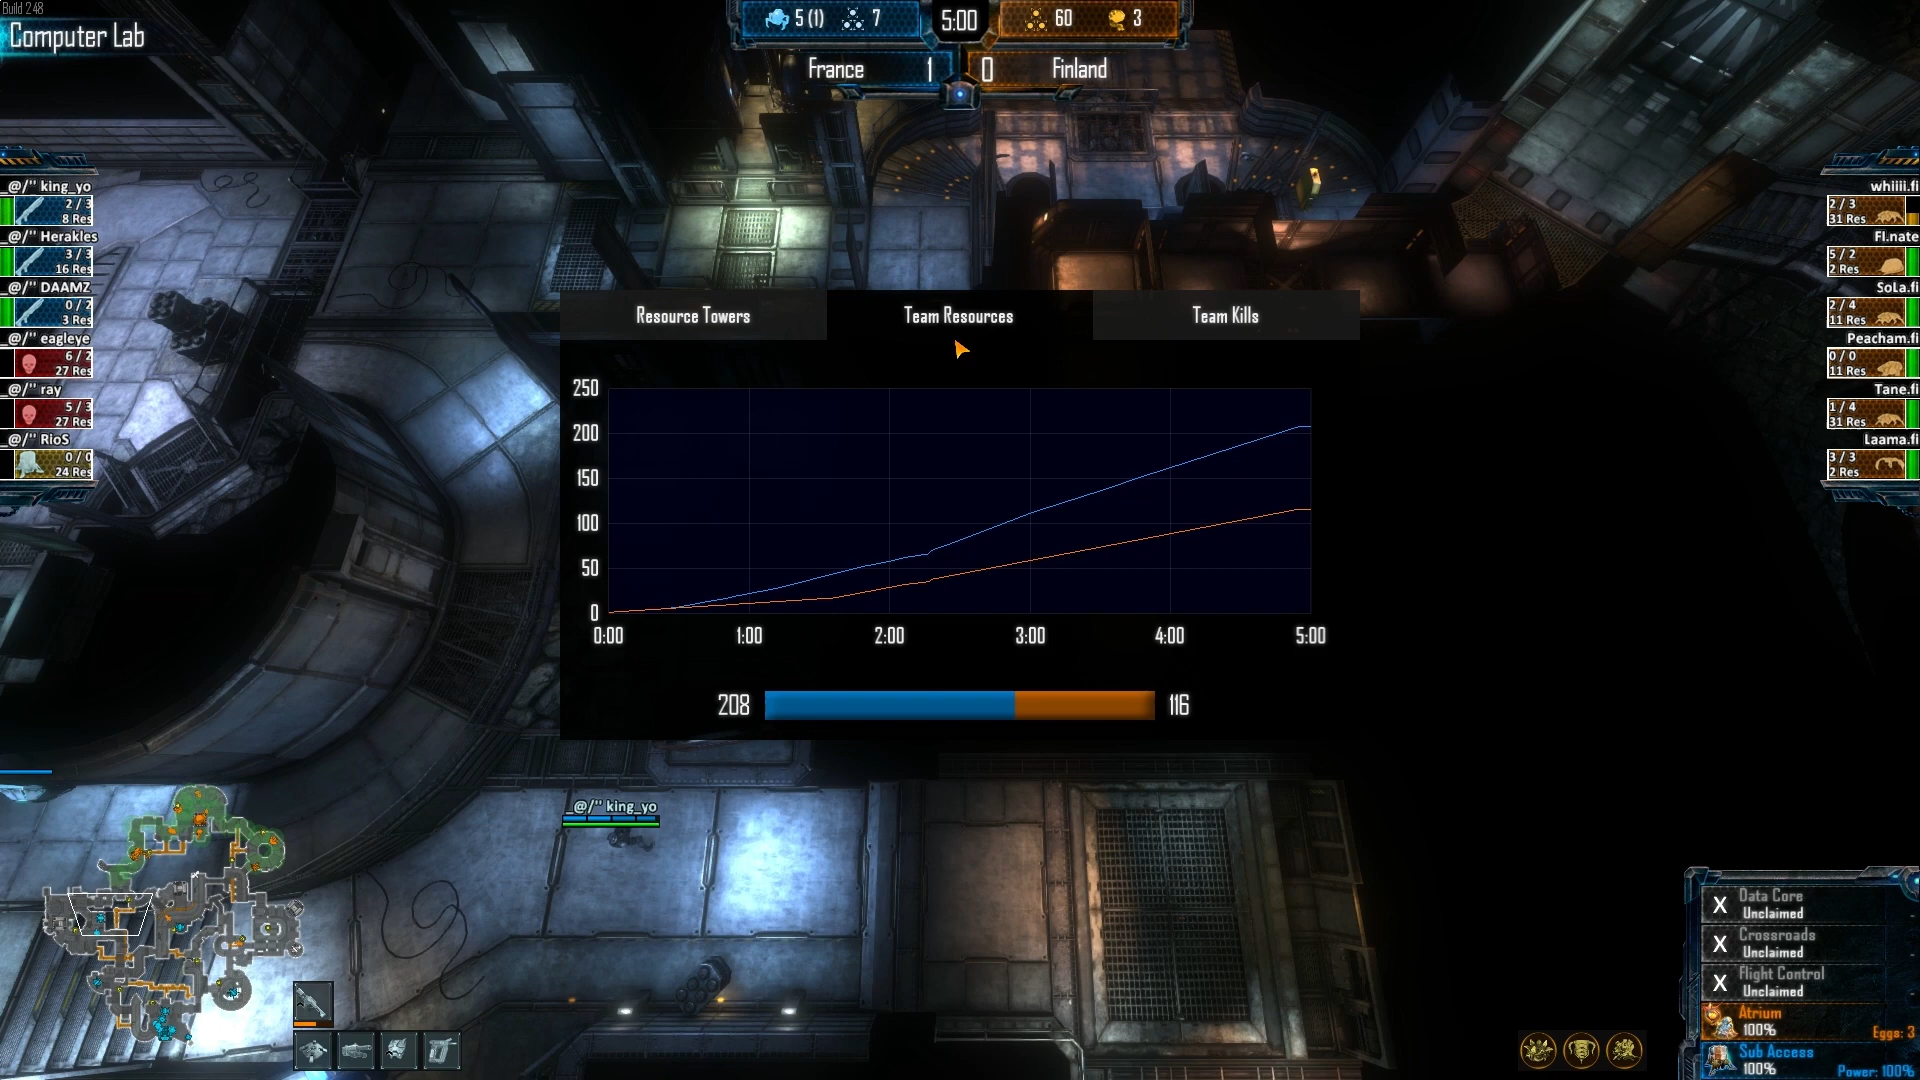 Build 248
Computer Lab
5 (1) 7 5:00 60 3
France 1 0 Finland
_@/" king_yo
2 / 3
8 Res
_@/" Herakles
3 / 3
16 Res
_@/" DAAMZ
0 / 2
3 Res
_@/" eagleye
6 / 2
27 Res
_@/" ray
5 / 3
27 Res
_@/" RioS
0 / 0
24 Res
whiiii.fi
2 / 3
31 Res
Fl.nate
5 / 2
2 Res
SoLa.fi
2 / 4
11 Res
Peacham.fi
0 / 0
11 Res
Tane.fi
1 / 4
31 Res
Laama.fi
3 / 3
2 Res
Resource Towers Team Resources Team Kills
250
200
150
100
50
0
0:00 1:00 2:00 3:00 4:00 5:00
208 116
_@/" king_yo
X Data Core
Unclaimed
X Crossroads
Unclaimed
X Flight Control
Unclaimed
Atrium
100% Eggs: 3
Sub Access
100% Power: 100%